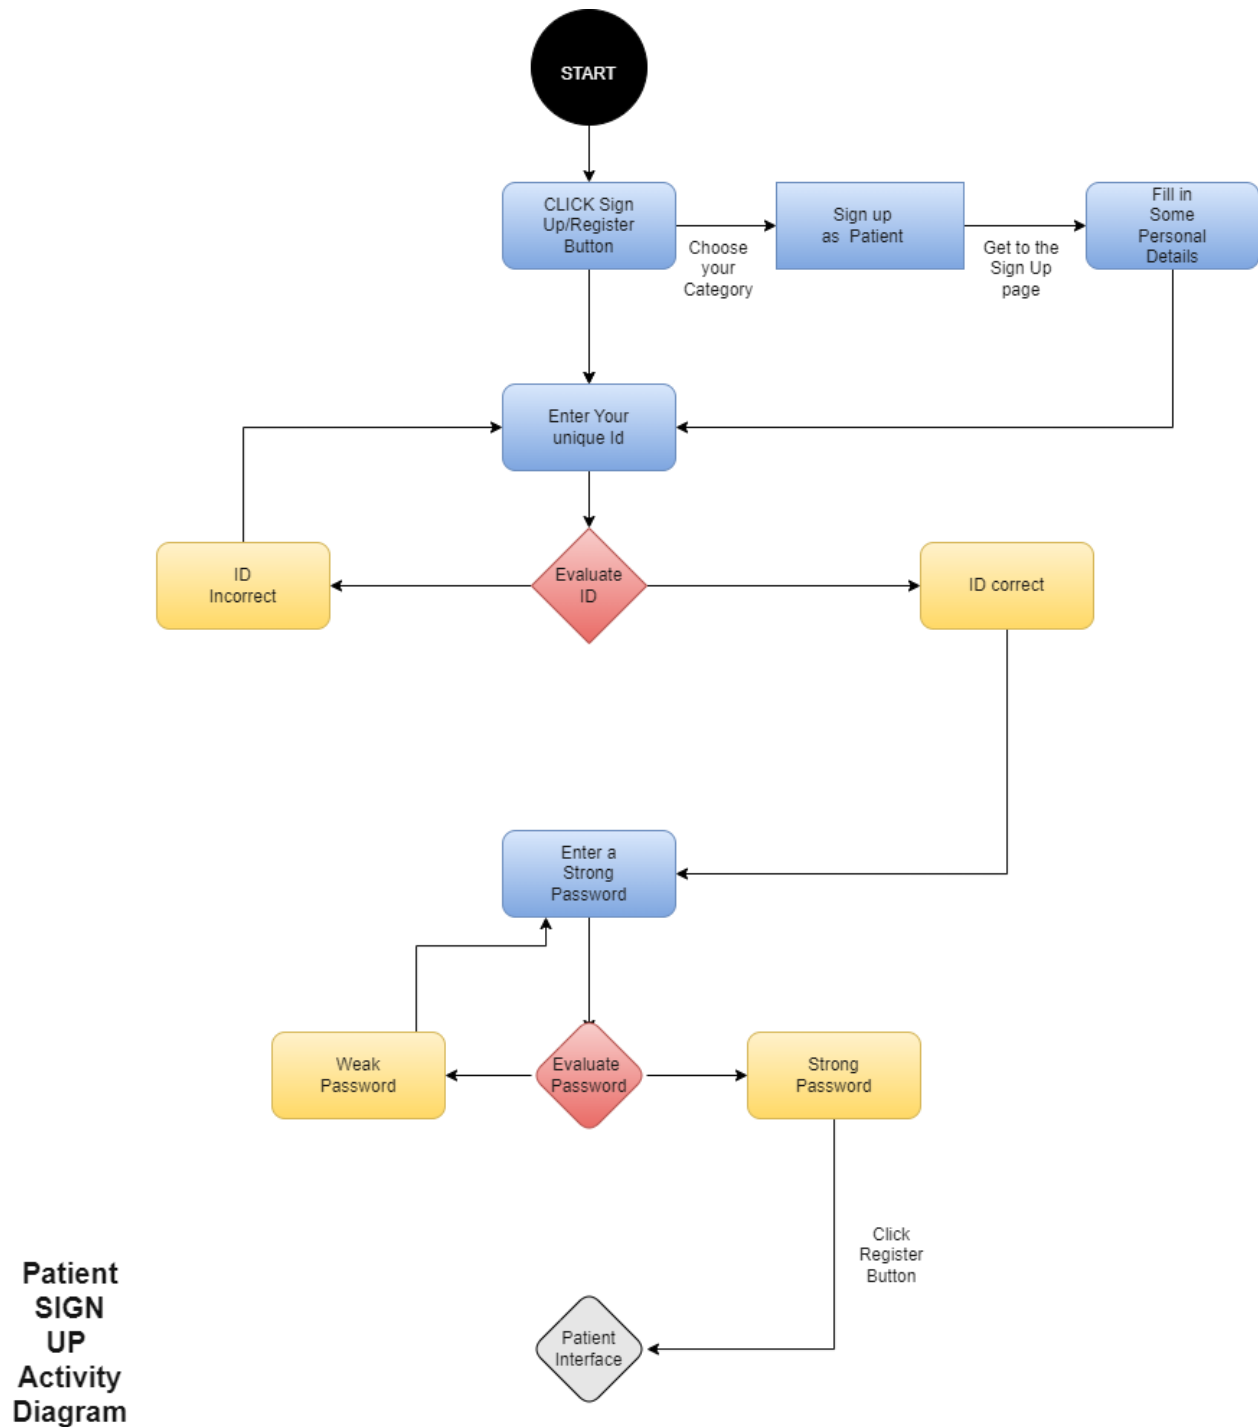 START
CLICK Sign
Up/Register
Button
Choose
your
Category
Sign up
as Patient
Get to the
Sign Up
page
Fill in
Some
Personal
Details
Enter Your
unique Id
ID
Incorrect
Evaluate
ID
ID correct
Enter a
Strong
Password
Weak
Password
Evaluate
Password
Strong
Password
Click
Register
Button
Patient
Interface
Patient
SIGN
UP
Activity
Diagram